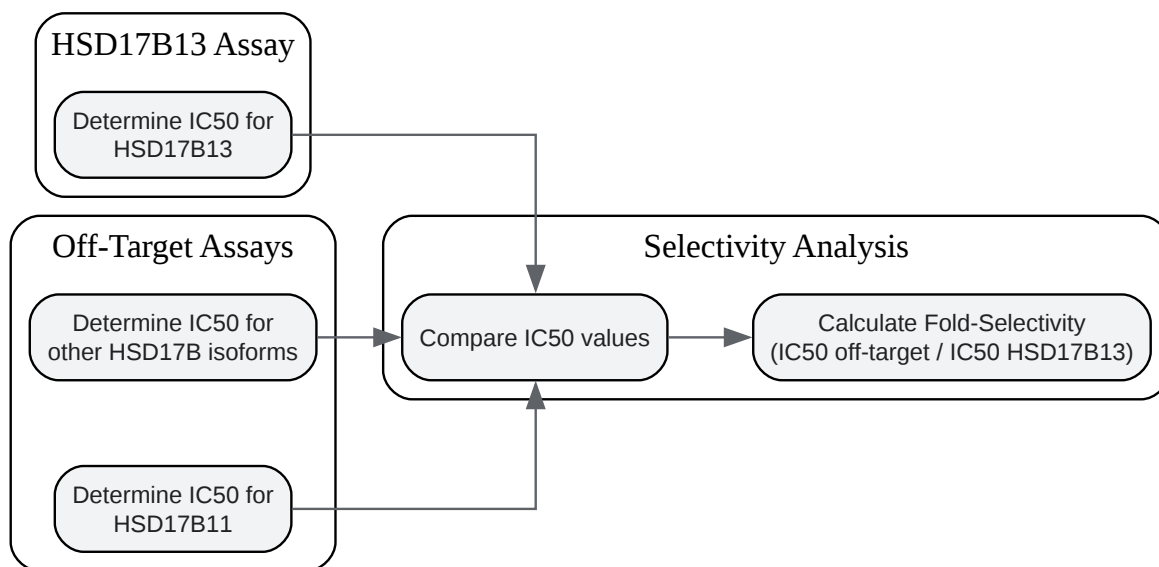 HSD17B13 Assay
Determine IC50 for
HSD17B13
Off-Target Assays
Determine IC50 for
other HSD17B isoforms
Determine IC50 for
HSD17B11
Selectivity Analysis
Compare IC50 values
Calculate Fold-Selectivity
(IC50 off-target / IC50 HSD17B13)